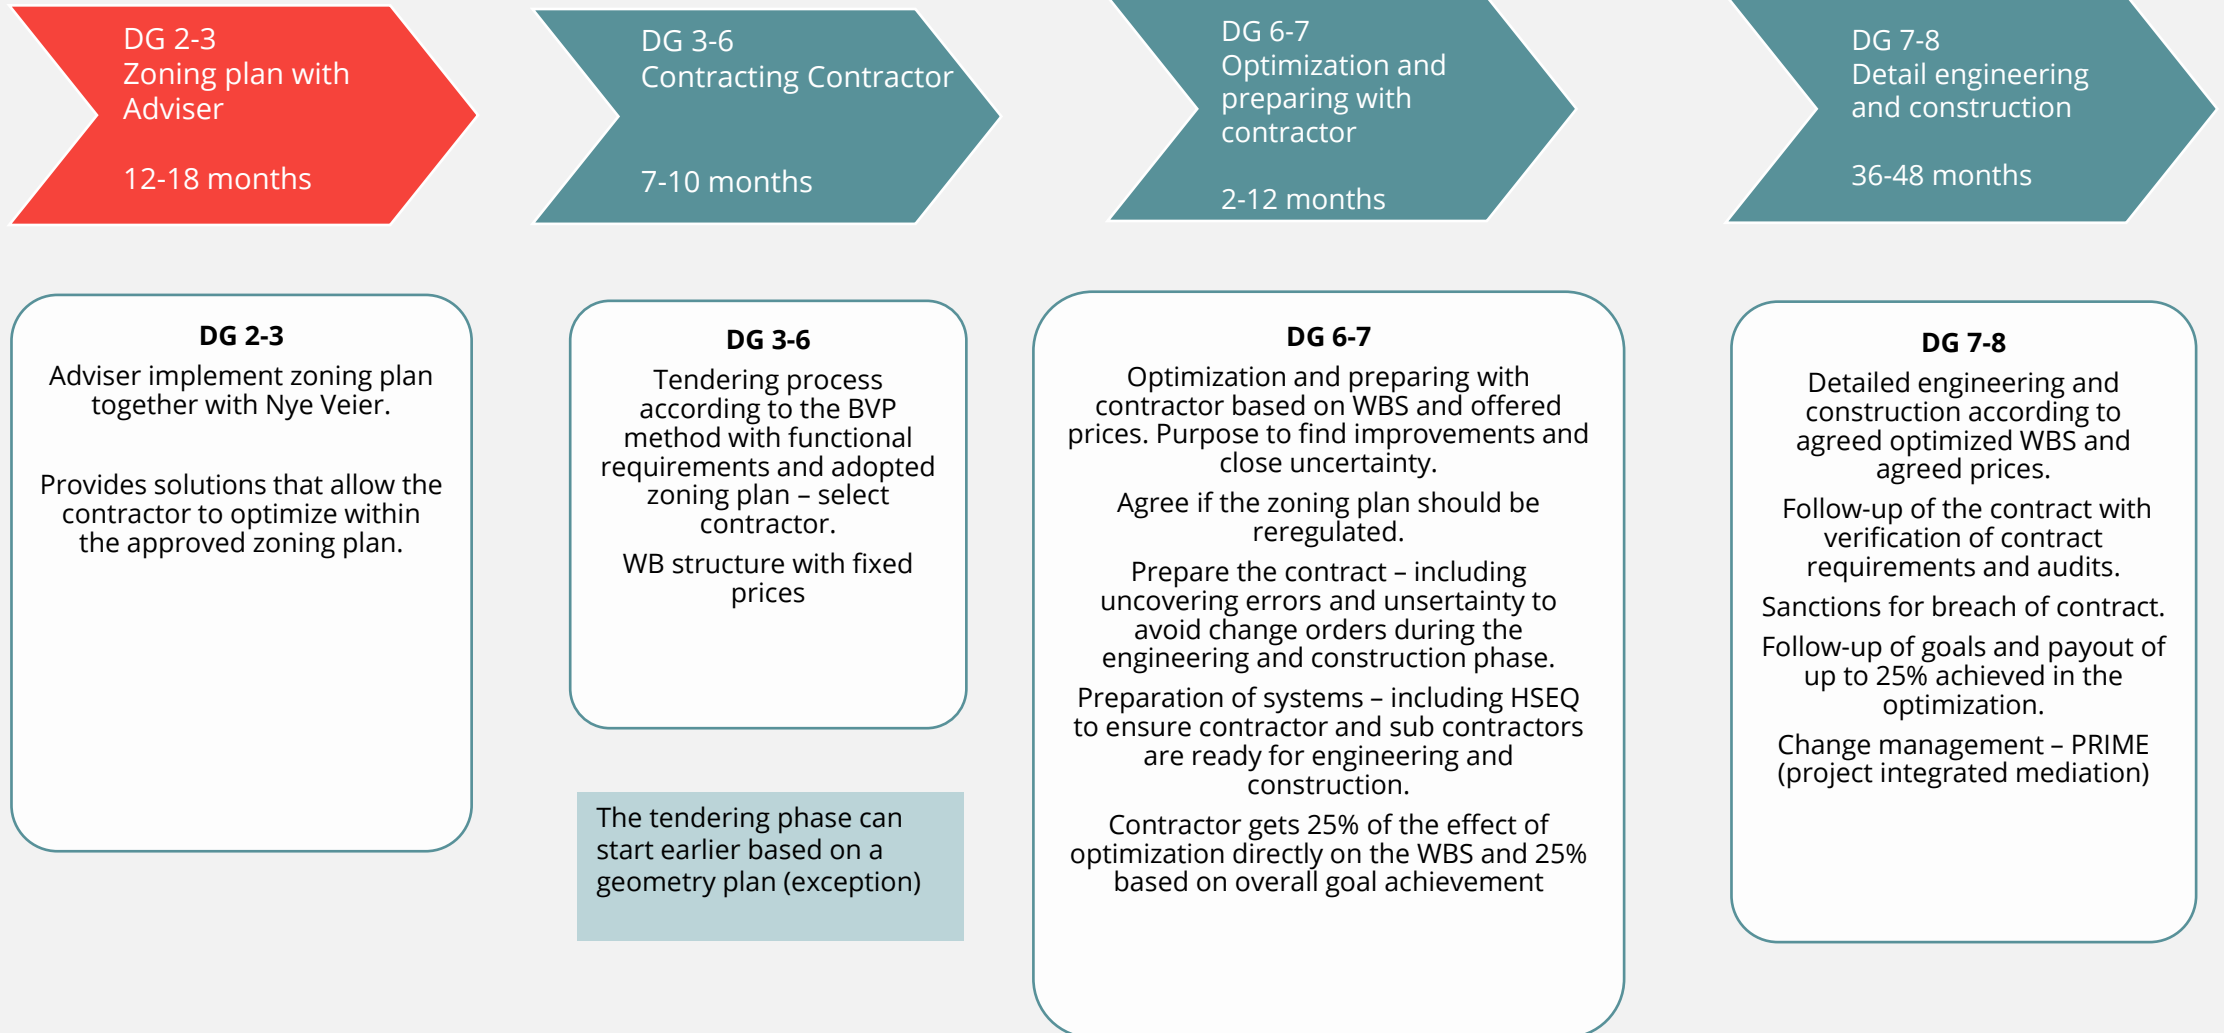 DG 2-3
Zoning plan with
Adviser
12-18 months
DG 3-6
Contracting Contractor
7-10 months
DG 6-7
Optimization and
preparing with
contractor
2-12 months
DG 7-8
Detail engineering
and construction
36-48 months
DG 2-3
Adviser implement zoning plan
together with Nye Veier.
Provides solutions that allow the
contractor to optimize within
the approved zoning plan.
DG 3-6
Tendering process
according to the BVP
method with functional
requirements and adopted
zoning plan – select
contractor.
WB structure with fixed
prices
The tendering phase can
start earlier based on a
geometry plan (exception)
DG 6-7
Optimization and preparing with
contractor based on WBS and offered
prices. Purpose to find improvements and
close uncertainty.
Agree if the zoning plan should be
reregulated.
Prepare the contract – including
uncovering errors and unsertainty to
avoid change orders during the
engineering and construction phase.
Preparation of systems – including HSEQ
to ensure contractor and sub contractors
are ready for engineering and
construction.
Contractor gets 25% of the effect of
optimization directly on the WBS and 25%
based on overall goal achievement
DG 7-8
Detailed engineering and
construction according to
agreed optimized WBS and
agreed prices.
Follow-up of the contract with
verification of contract
requirements and audits.
Sanctions for breach of contract.
Follow-up of goals and payout of
up to 25% achieved in the
optimization.
Change management – PRIME
(project integrated mediation)